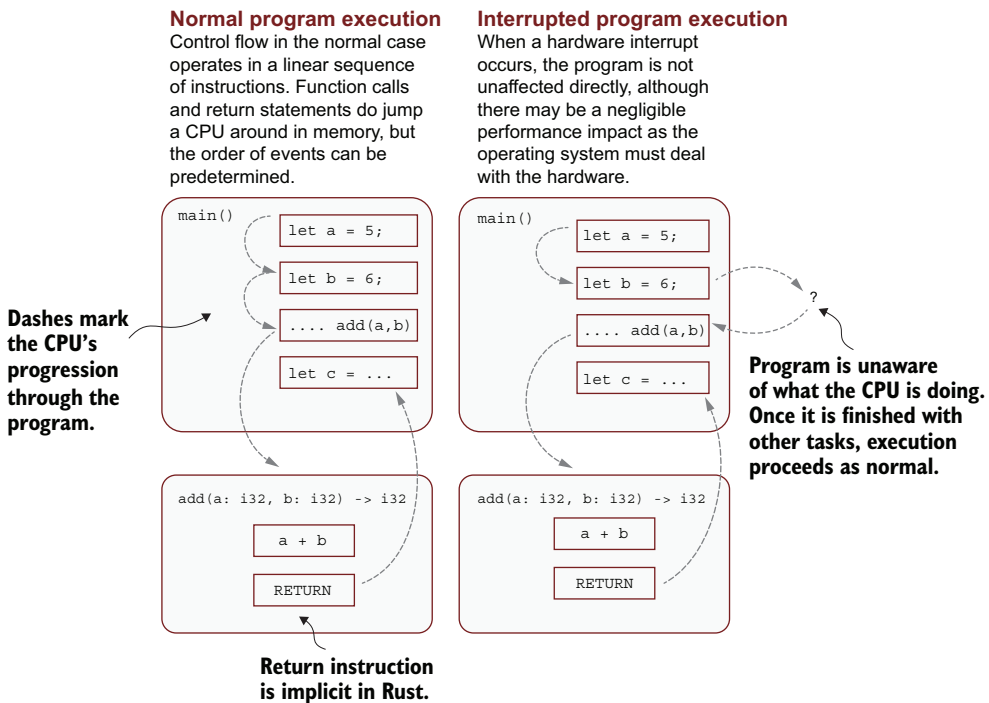 Normal program execution
Control flow in the normal case
operates in a linear sequence
of instructions. Function calls
and return statements do jump
a CPU around in memory, but
the order of events can be
predetermined.
main()
let a = 5;
let b = 6;
.... add(a,b)
let c = ...
Dashes mark
the CPU's
progression
through the
program.
add(a: i32, b: i32) -> i32
a + b
RETURN
Return instruction
is implicit in Rust.
Interrupted program execution
When a hardware interrupt
occurs, the program is not
unaffected directly, although
there may be a negligible
performance impact as the
operating system must deal
with the hardware.
main()
let a = 5;
let b = 6;
.... add(a,b)
let c = ...
?
Program is unaware
of what the CPU is doing.
Once it is finished with
other tasks, execution
proceeds as normal.
add(a: i32, b: i32) -> i32
a + b
RETURN